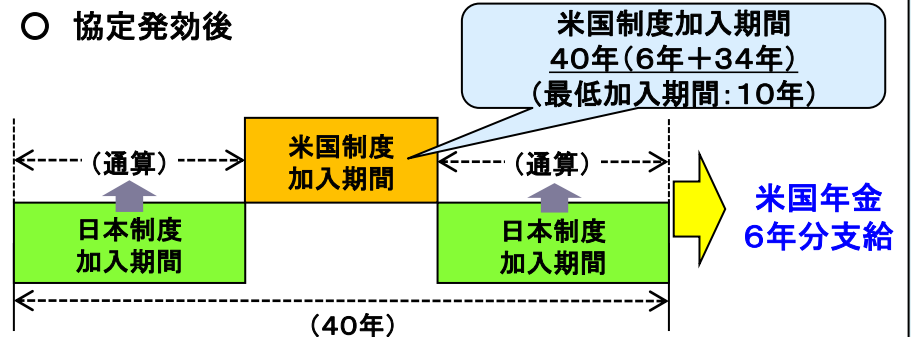 ○ 協定発効後
米国制度加入期間
40年(6年+34年)
(最低加入期間:10年)
(通算)
米国制度
加入期間
(通算)
日本制度
加入期間
日本制度
加入期間
米国年金
6年分支給
(40年)